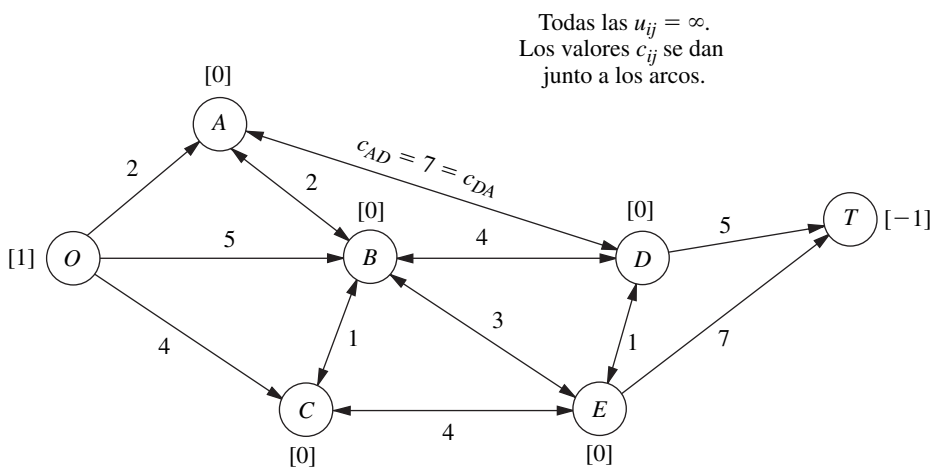 Todas las u_ij = ∞.
Los valores c_ij se dan
junto a los arcos.
[0]
A
c_AD = 7 = c_DA
2
2
[0]
[0]
T
[−1]
5
5
4
[1]
O
B
D
3
4
1
1
7
C
E
4
[0]
[0]